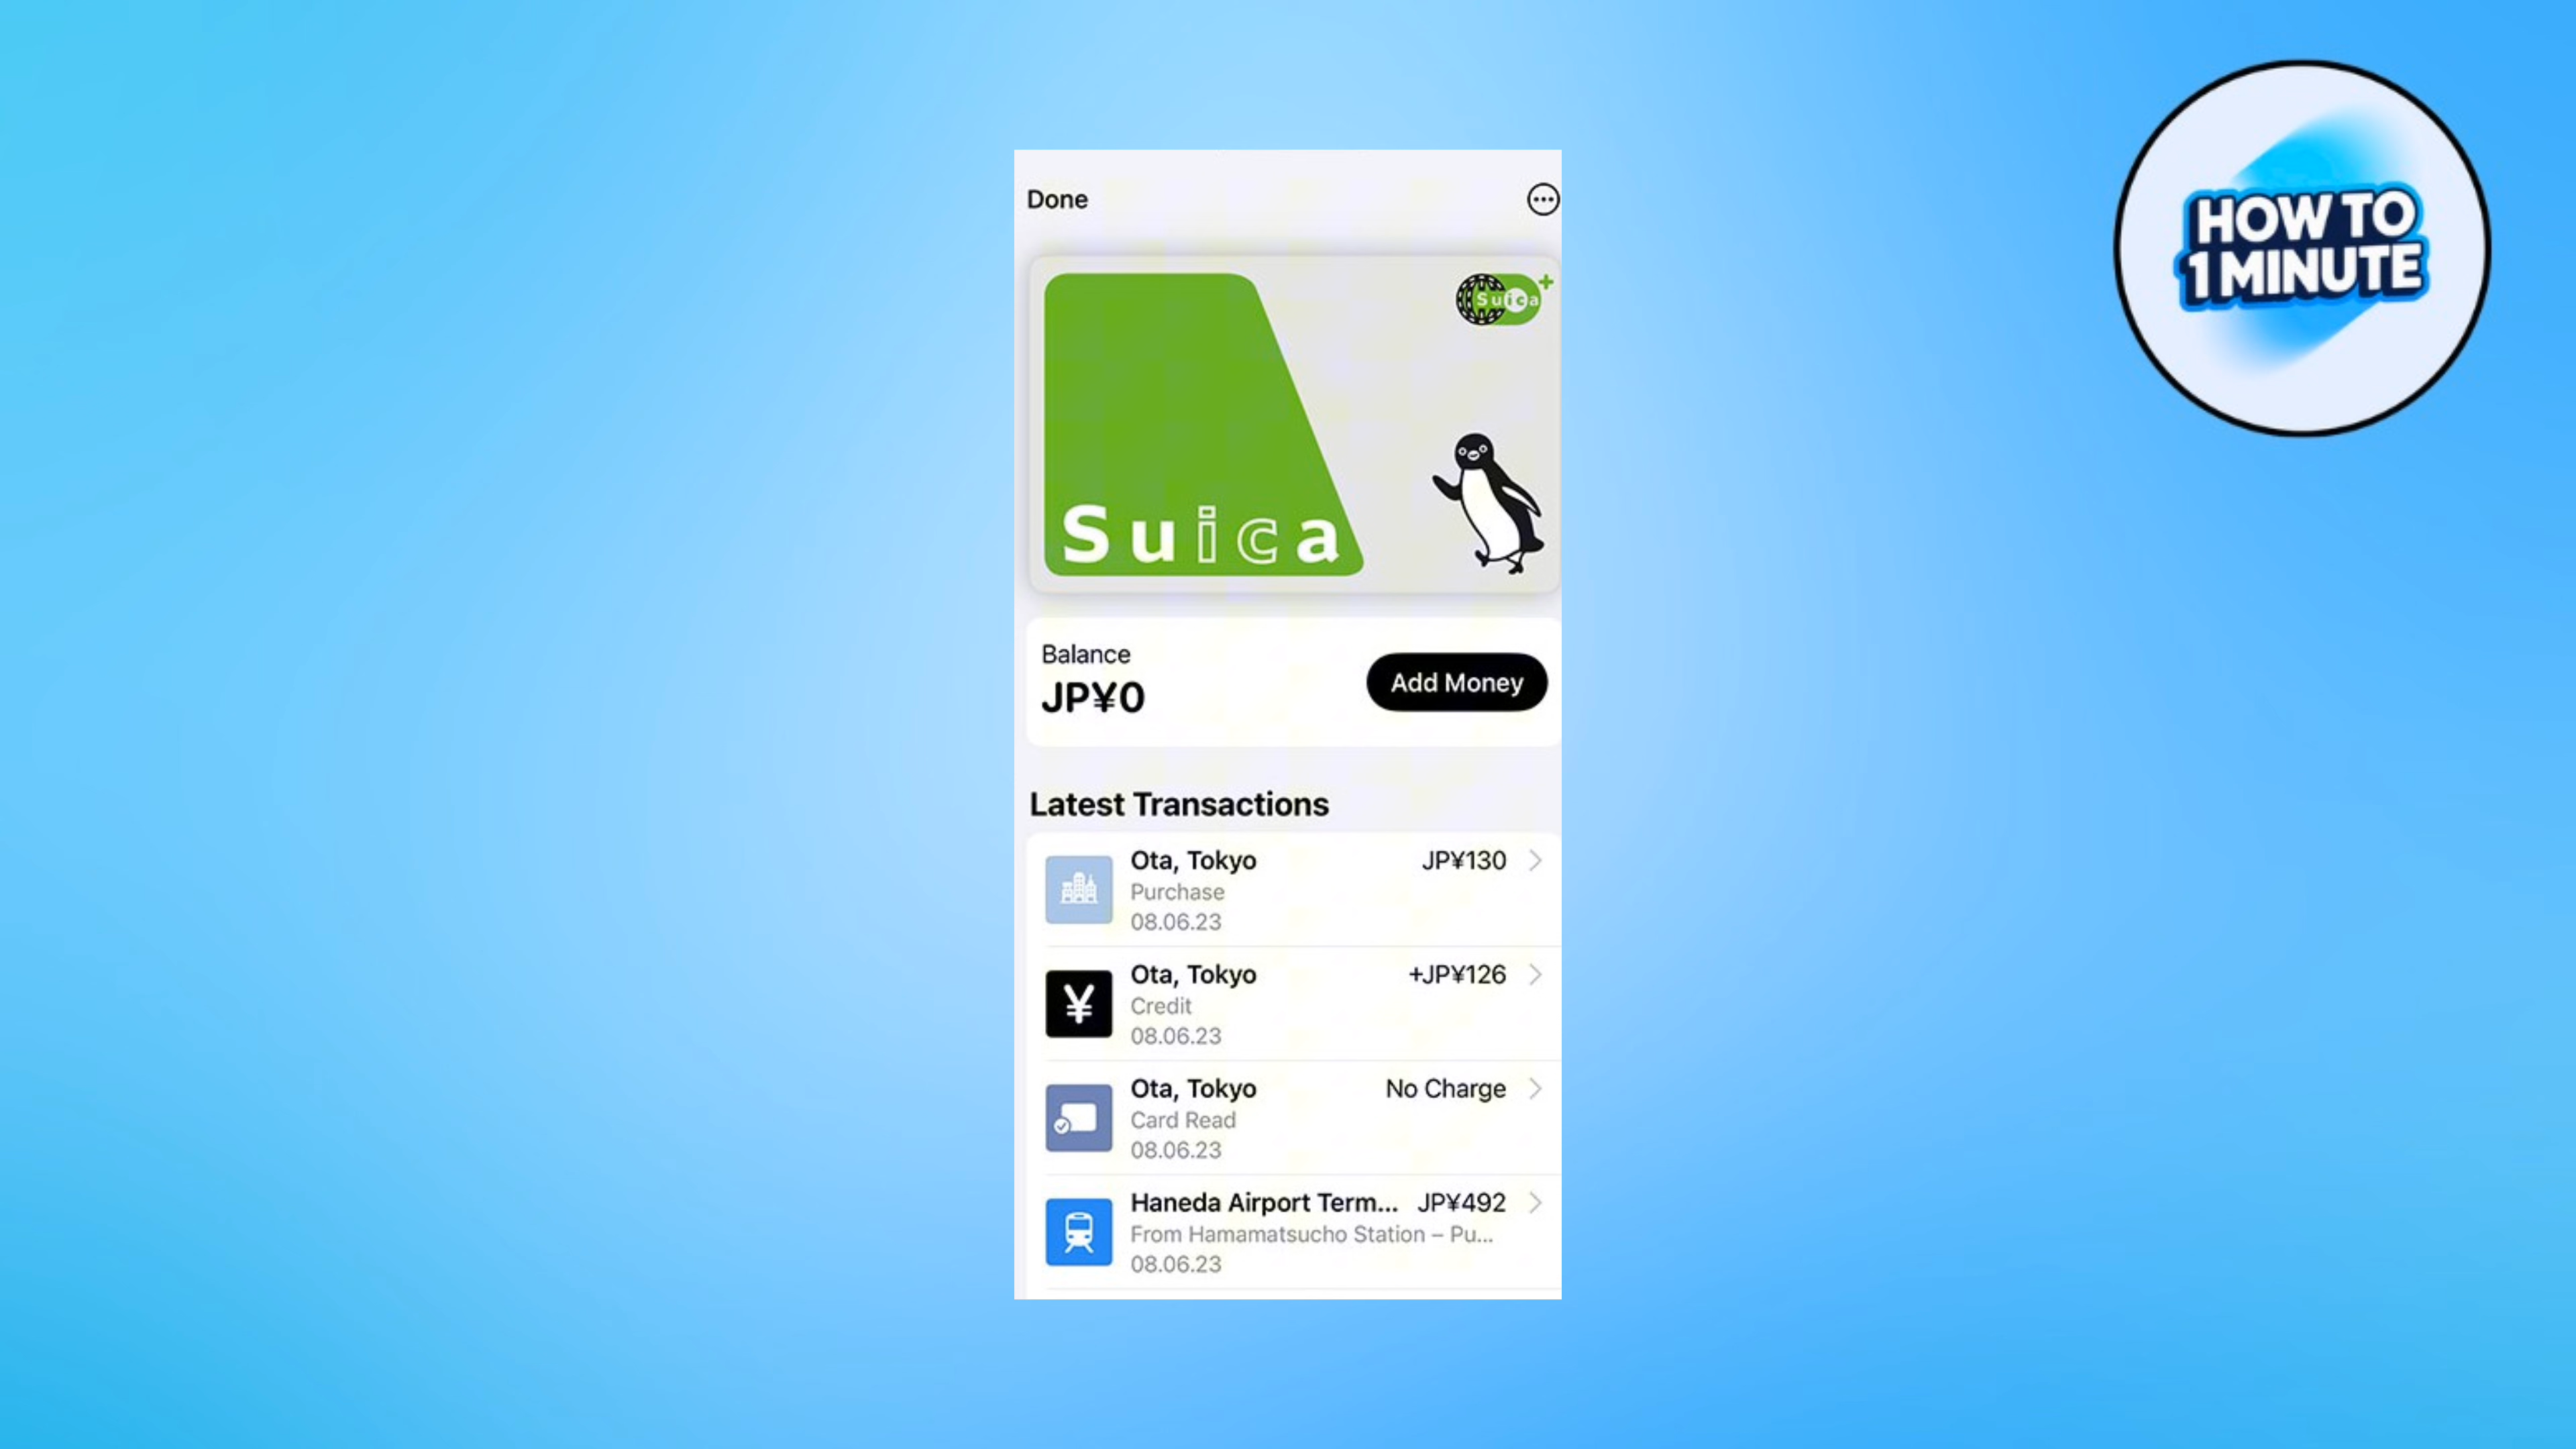 Done
HOW TO
1 MINUTE
Suica
Suica
Balance
JP¥0
Add Money
Latest Transactions
Ota, Tokyo JP¥130
Purchase
08.06.23
¥
Ota, Tokyo +JP¥126
Credit
08.06.23
Ota, Tokyo No Charge
Card Read
08.06.23
Haneda Airport Term... JP¥492
From Hamamatsucho Station – Pu...
08.06.23